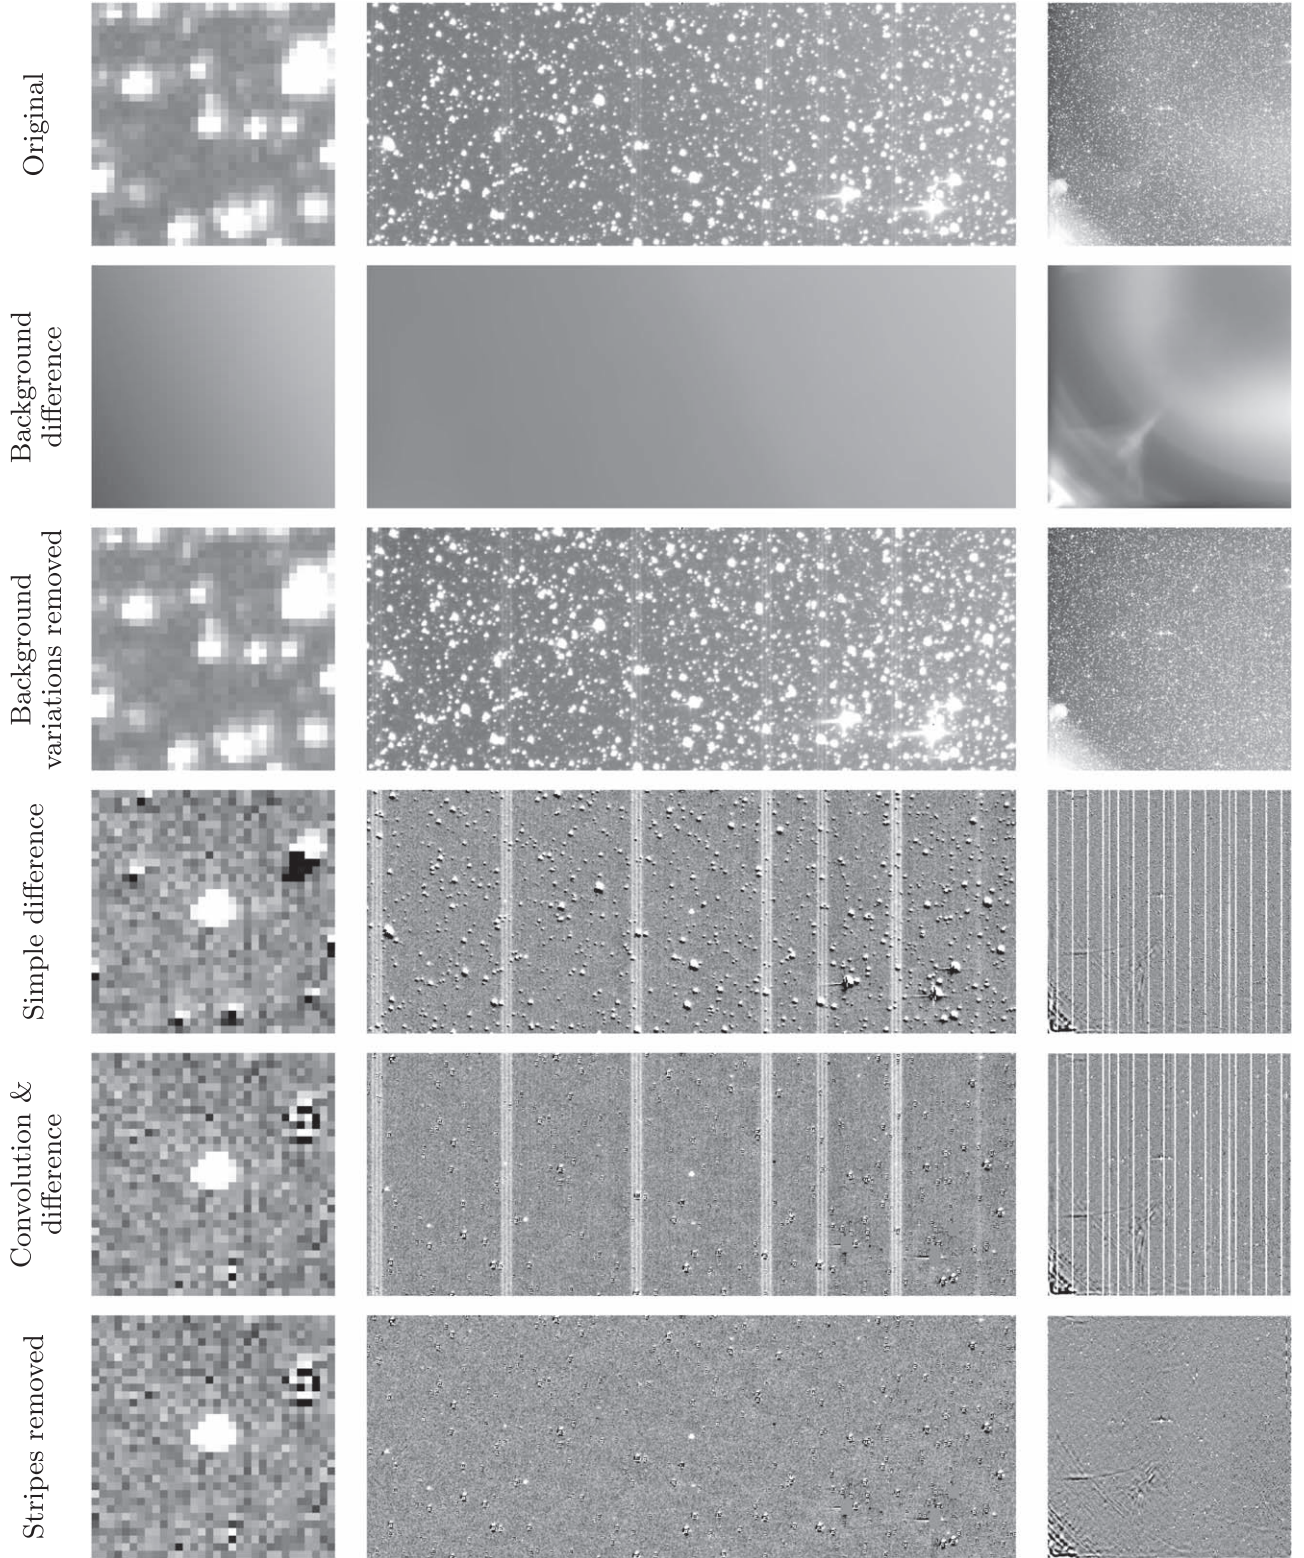 Original
Background
difference
Background
variations removed
Simple difference
Convolution &
difference
Stripes removed